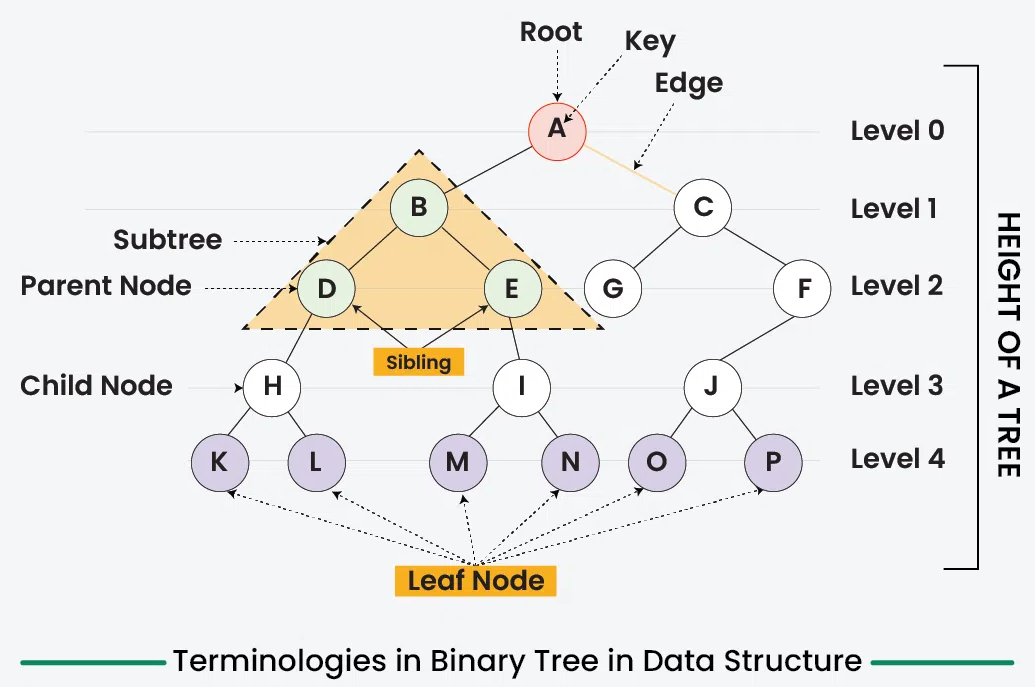 Root
Key
Edge
A
Level 0
B
C
Level 1
Subtree
Parent Node
D
E
G
F
Level 2
Sibling
Child Node
H
I
J
Level 3
K
L
M
N
O
P
Level 4
HEIGHT OF A TREE
Leaf Node
Terminologies in Binary Tree in Data Structure